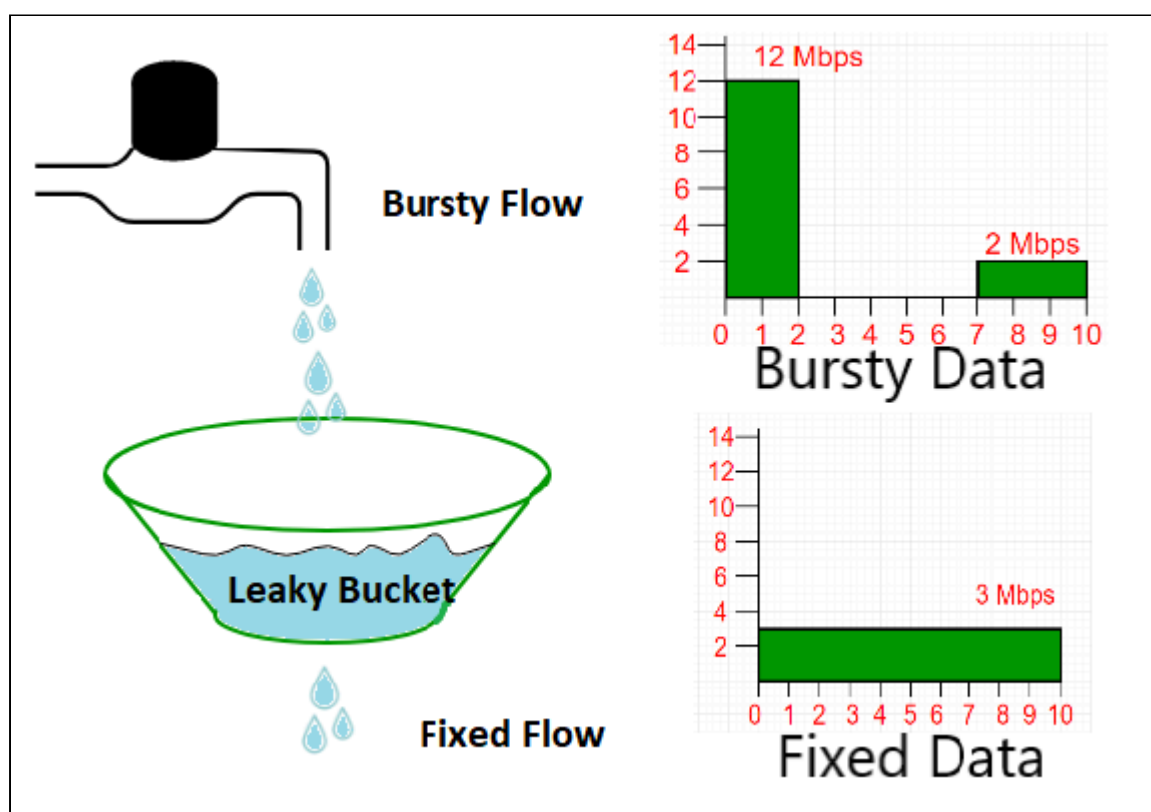 Bursty Flow
Leaky Bucket
Fixed Flow
14
12 Mbps
12
10
8
6
4
2 Mbps
2
0 1 2 3 4 5 6 7 8 9 10
Bursty Data
14
12
10
8
6
3 Mbps
4
2
0 1 2 3 4 5 6 7 8 9 10
Fixed Data